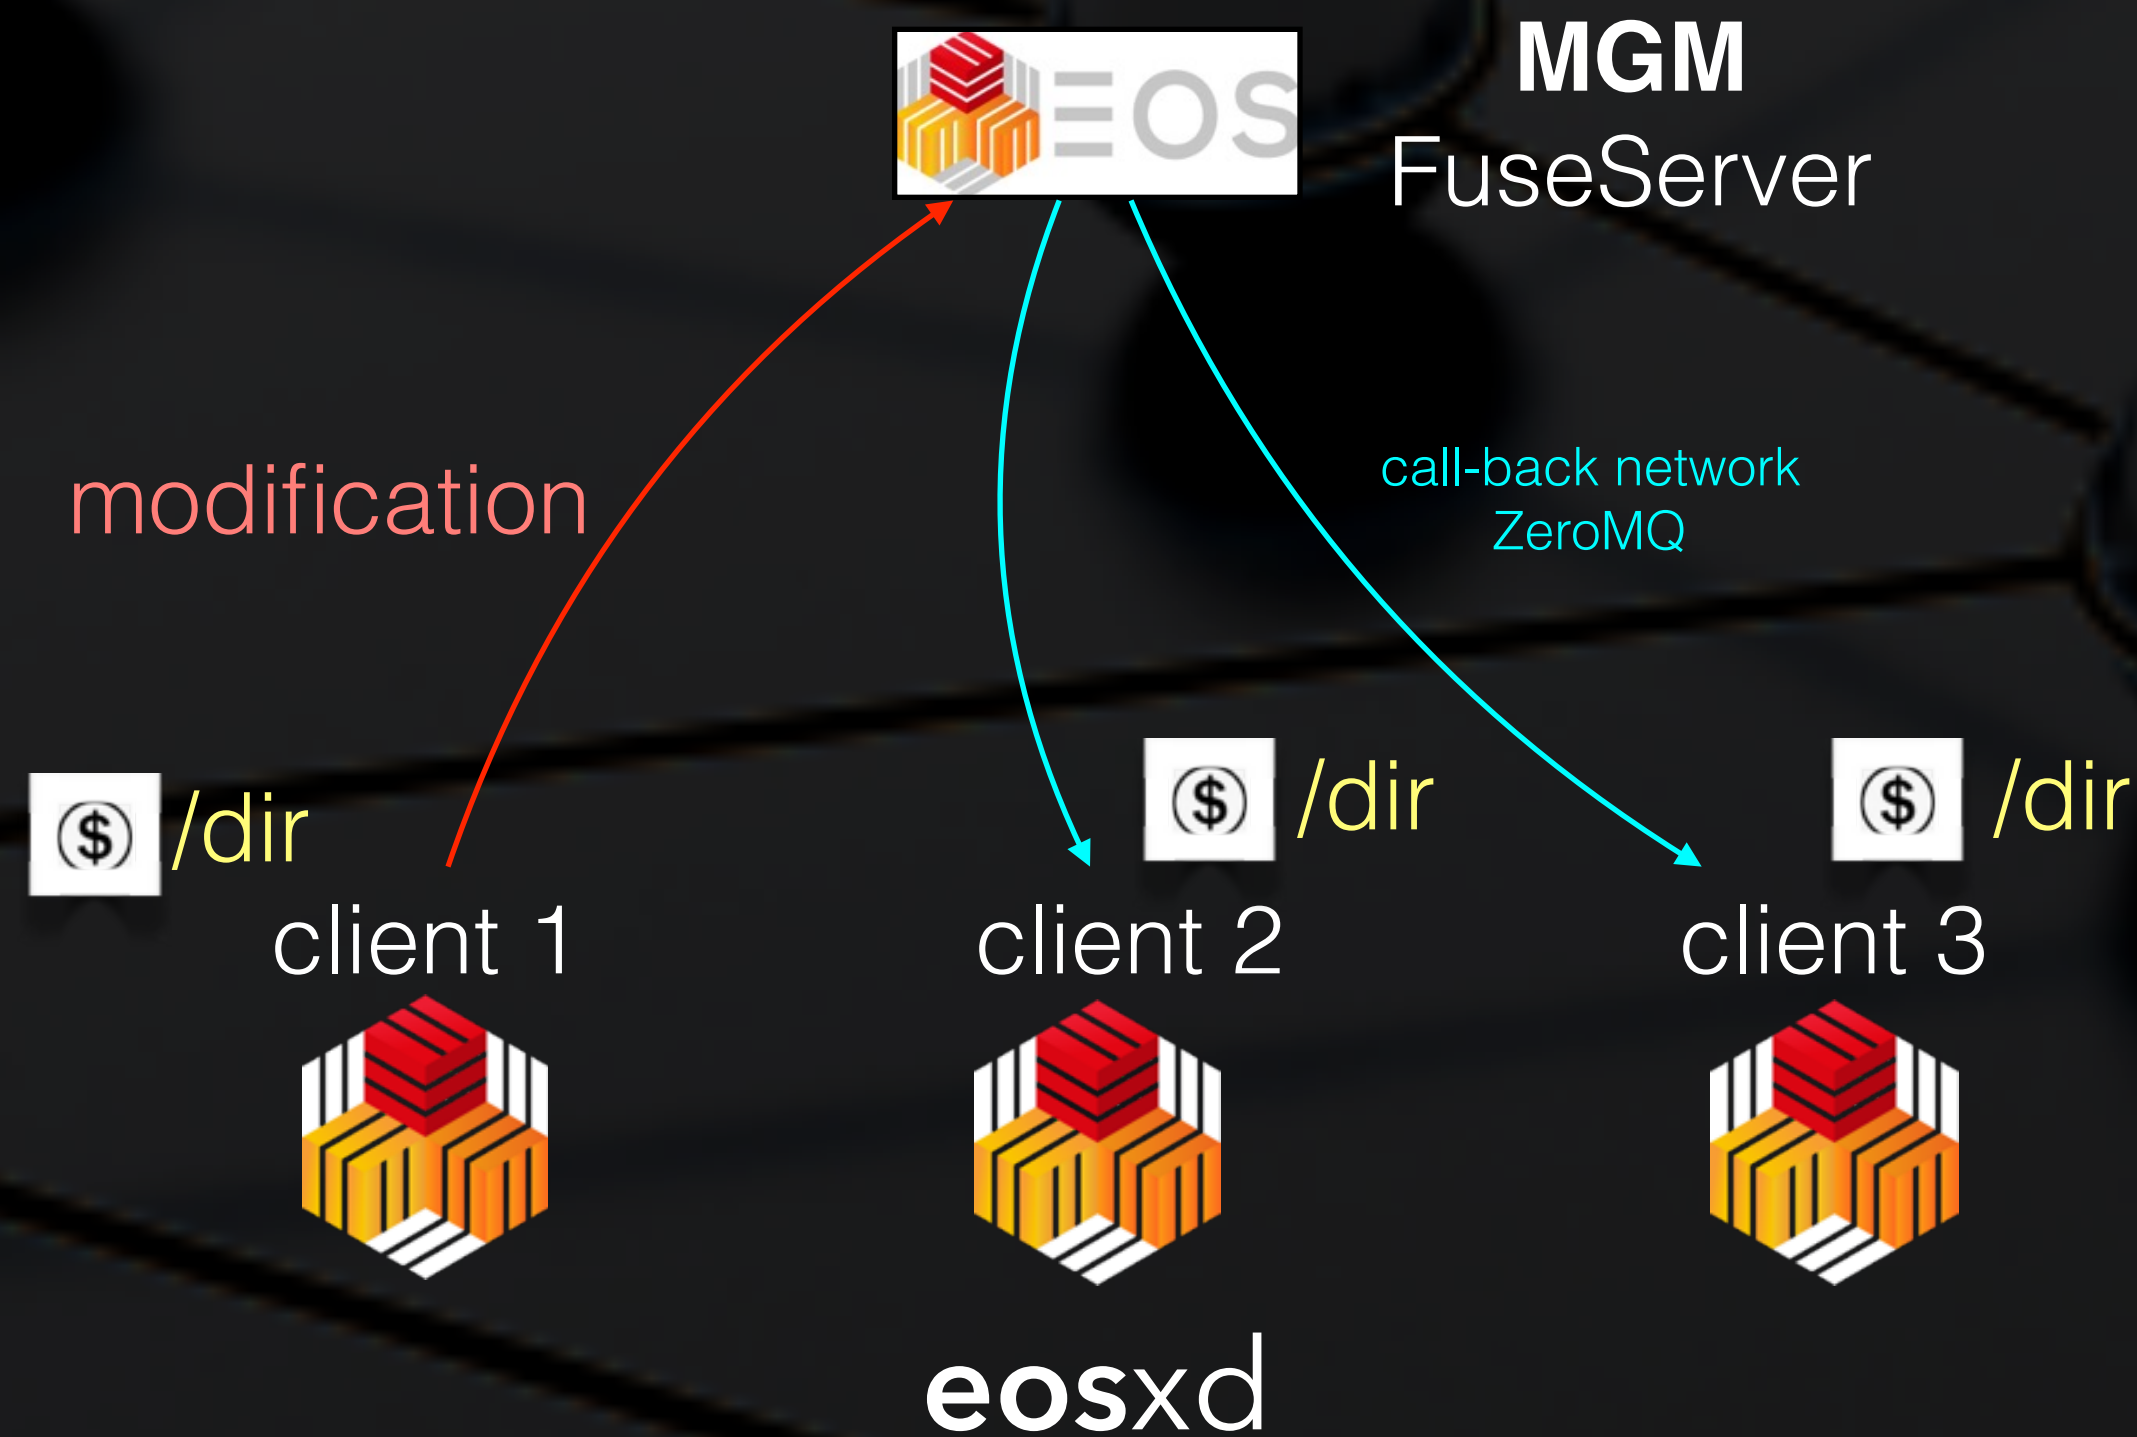 EOS
MGM
FuseServer
modification
call-back network
ZeroMQ
$ /dir
$ /dir
$ /dir
client 1
client 2
client 3
eosxd